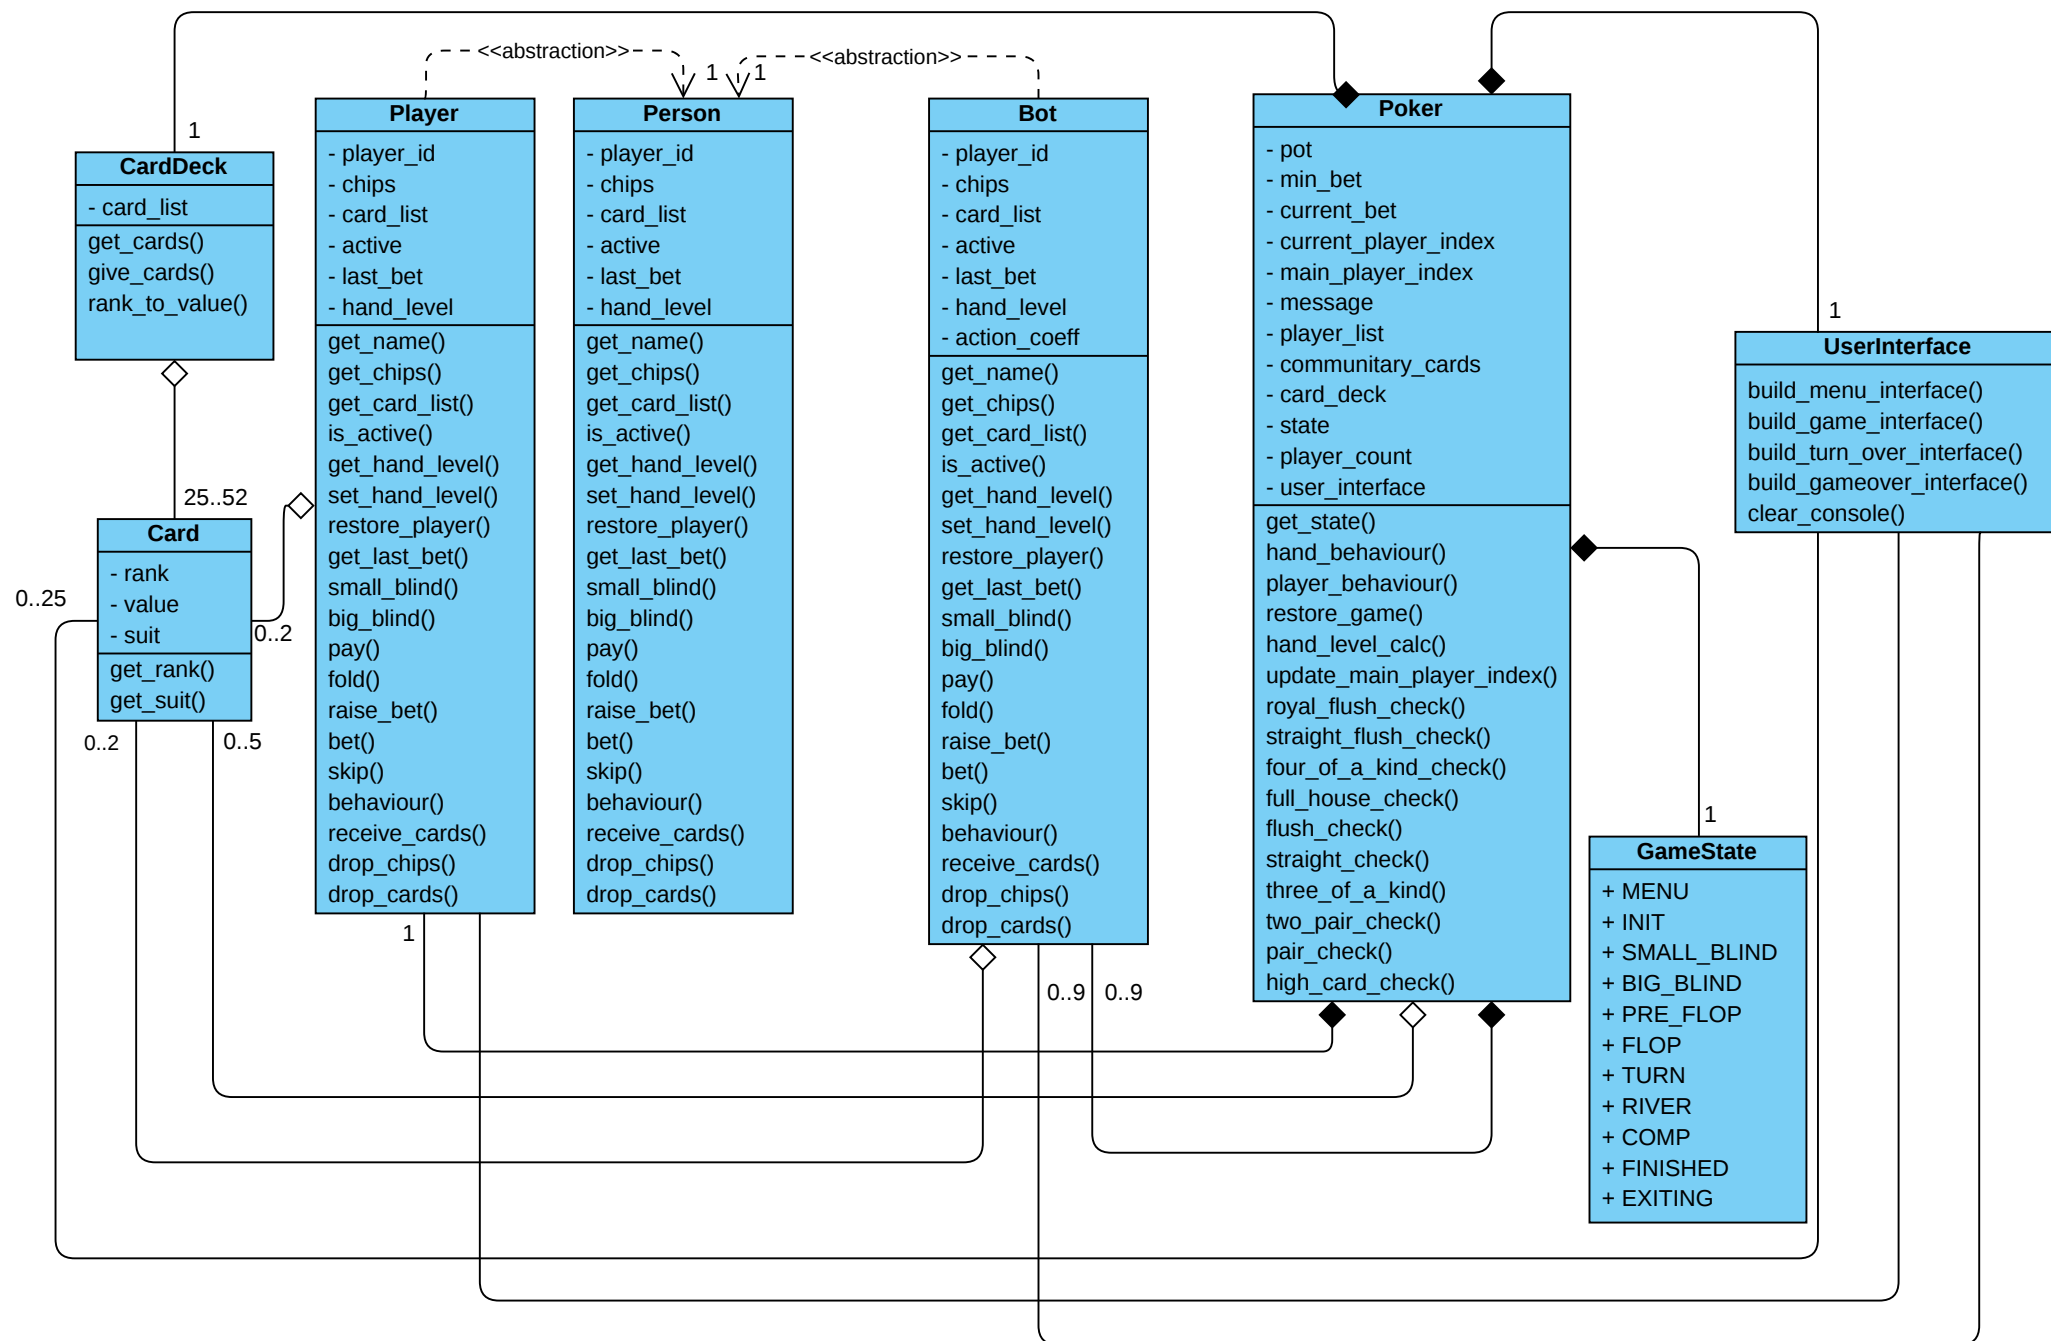 <<abstraction>>
<<abstraction>>
1
1
1
CardDeck
- card_list
get_cards()
give_cards()
rank_to_value()
25..52
Card
- rank
- value
- suit
get_rank()
get_suit()
0..25
0..2
0..2
0..5
Player
- player_id
- chips
- card_list
- active
- last_bet
- hand_level
get_name()
get_chips()
get_card_list()
is_active()
get_hand_level()
set_hand_level()
restore_player()
get_last_bet()
small_blind()
big_blind()
pay()
fold()
raise_bet()
bet()
skip()
behaviour()
receive_cards()
drop_chips()
drop_cards()
1
Person
- player_id
- chips
- card_list
- active
- last_bet
- hand_level
get_name()
get_chips()
get_card_list()
is_active()
get_hand_level()
set_hand_level()
restore_player()
get_last_bet()
small_blind()
big_blind()
pay()
fold()
raise_bet()
bet()
skip()
behaviour()
receive_cards()
drop_chips()
drop_cards()
Bot
- player_id
- chips
- card_list
- active
- last_bet
- hand_level
- action_coeff
get_name()
get_chips()
get_card_list()
is_active()
get_hand_level()
set_hand_level()
restore_player()
get_last_bet()
small_blind()
big_blind()
pay()
fold()
raise_bet()
bet()
skip()
behaviour()
receive_cards()
drop_chips()
drop_cards()
0..9
0..9
Poker
- pot
- min_bet
- current_bet
- current_player_index
- main_player_index
- message
- player_list
- communitary_cards
- card_deck
- state
- player_count
- user_interface
get_state()
hand_behaviour()
player_behaviour()
restore_game()
hand_level_calc()
update_main_player_index()
royal_flush_check()
straight_flush_check()
four_of_a_kind_check()
full_house_check()
flush_check()
straight_check()
three_of_a_kind()
two_pair_check()
pair_check()
high_card_check()
1
UserInterface
build_menu_interface()
build_game_interface()
build_turn_over_interface()
build_gameover_interface()
clear_console()
1
GameState
+ MENU
+ INIT
+ SMALL_BLIND
+ BIG_BLIND
+ PRE_FLOP
+ FLOP
+ TURN
+ RIVER
+ COMP
+ FINISHED
+ EXITING